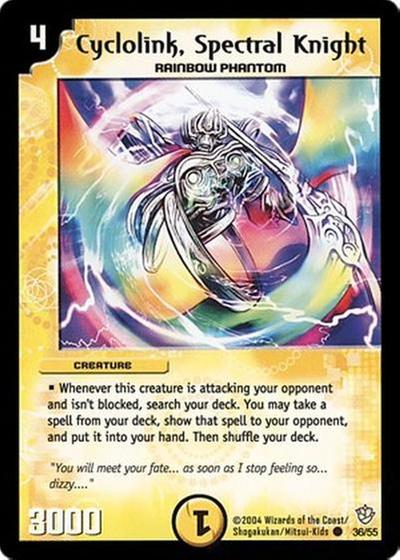 4
Cyclolink, Spectral Knight
RAINBOW PHANTOM
CREATURE
▪ Whenever this creature is attacking your opponent
and isn't blocked, search your deck. You may take a
spell from your deck, show that spell to your opponent,
and put it into your hand. Then shuffle your deck.
"You will meet your fate... as soon as I stop feeling so...
dizzy...."
3000
1
©2004 Wizards of the Coast/
Shogakukan/Mitsui-Kids
36/55